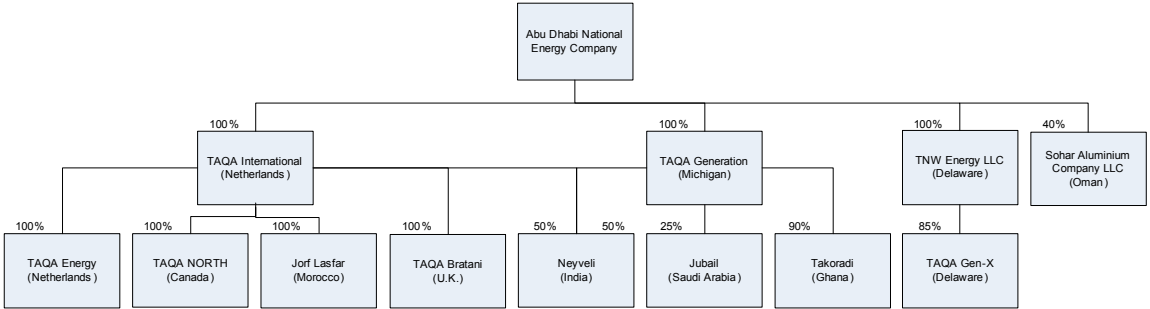 Abu Dhabi National
Energy Company
100%
TAQA International
(Netherlands)
100%
TAQA Generation
(Michigan)
100%
TNW Energy LLC
(Delaware)
40%
Sohar Aluminium
Company LLC
(Oman)
100%
TAQA Energy
(Netherlands)
100%
TAQA NORTH
(Canada)
100%
Jorf Lasfar
(Morocco)
100%
TAQA Bratani
(U.K.)
50% 50%
Neyveli
(India)
25%
Jubail
(Saudi Arabia)
90%
Takoradi
(Ghana)
85%
TAQA Gen-X
(Delaware)